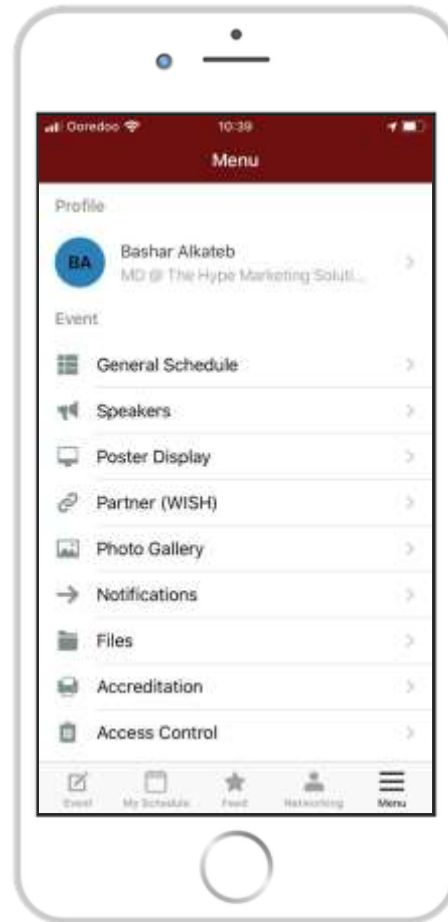 Ooredoo 10:39
Menu
Profile
BA
Bashar Alkateb
MD @ The Hype Marketing Soluti...
Event
General Schedule
Speakers
Poster Display
Partner (WISH)
Photo Gallery
Notifications
Files
Accreditation
Access Control
Event My Schedule Feed Networking Menu